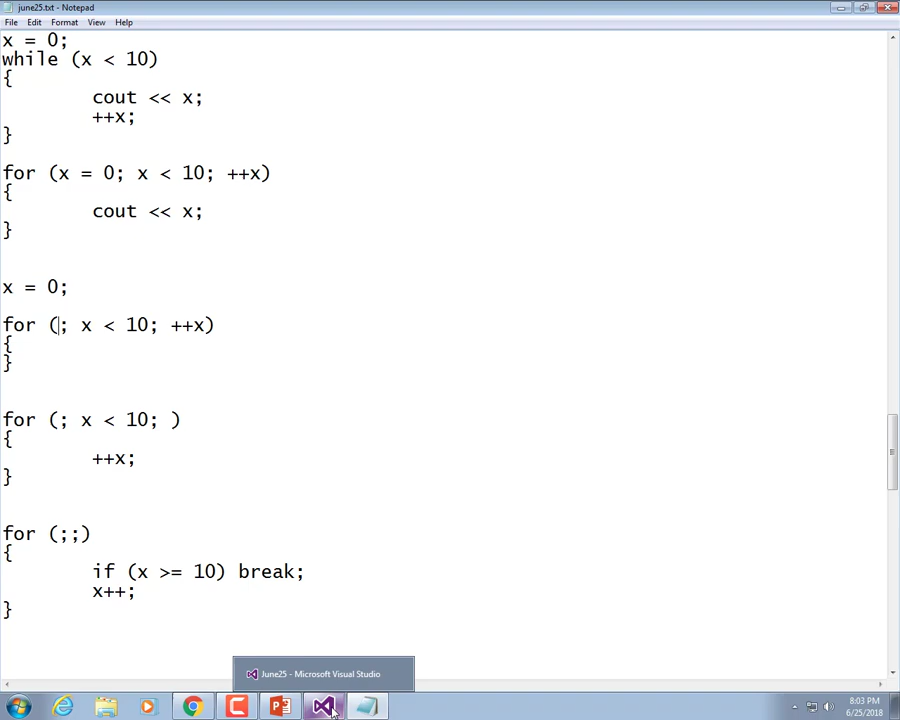 june25.txt - Notepad
File Edit Format View Help
x = 0;
while (x < 10)
{
cout << x;
++x;
}
for (x = 0; x < 10; ++x)
{
cout << x;
}
x = 0;
for (; x < 10; ++x)
{
}
for (; x < 10; )
{
++x;
}
for (;;)
{
if (x >= 10) break;
x++;
}
June25 - Microsoft Visual Studio
8:03 PM
6/25/2018